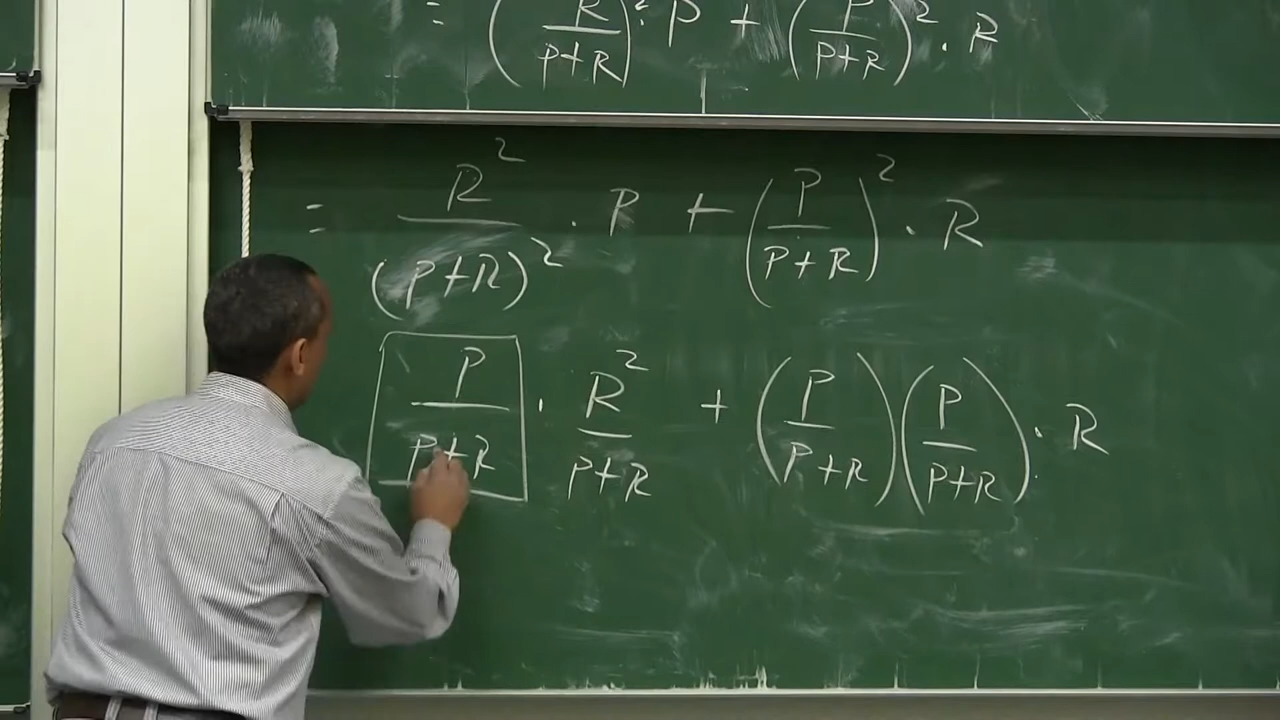 = (R/(P+R))² · P + (P/(P+R))² · R
= R²/(P+R)² · P + (P/(P+R))² · R
P/(P+R) · R²/(P+R) + (P/(P+R))(P/(P+R)) · R